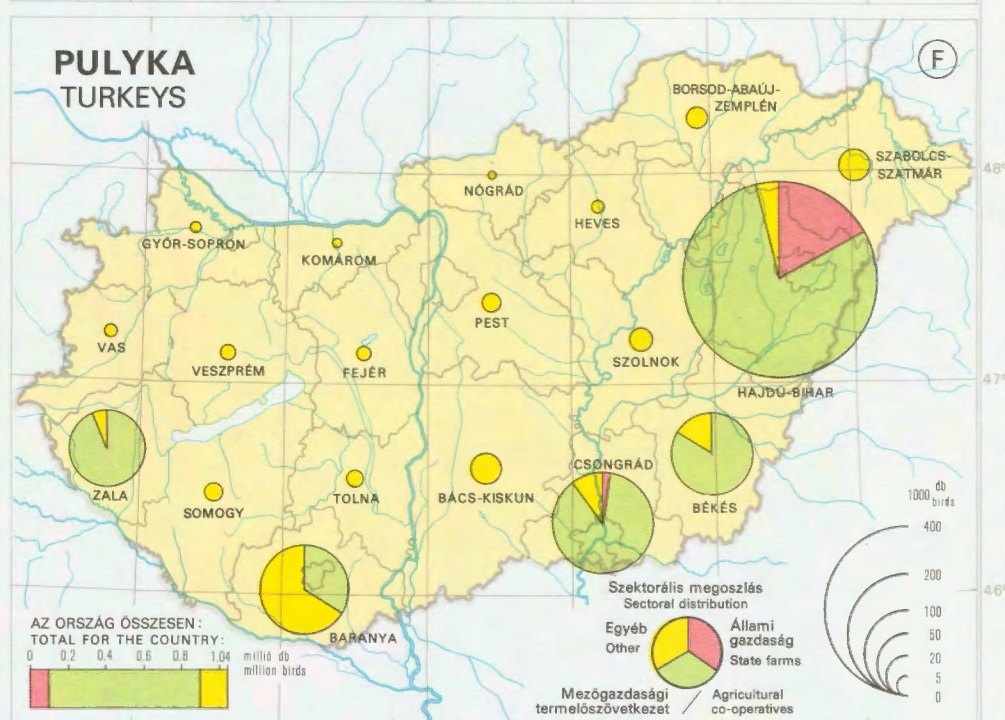 PULYKA
TURKEYS
F
BORSOD-ABAÚJ-
ZEMPLÉN
SZABOLCS-
SZATMÁR
48°
NÓGRÁD
HEVES
GYŐR-SOPRON
KOMÁROM
PEST
VAS
VESZPRÉM
FEJÉR
SZOLNOK
47°
HAJDÚ-BIHAR
ZALA
SOMOGY
TOLNA
BÁCS-KISKUN
CSONGRÁD
BÉKÉS
1000 db
birds
400
200
100
50
20
5
0
46°
BARANYA
Szektorális megoszlás
Sectoral distribution
Egyéb
Other
Állami
gazdaság
State farms
Mezőgazdasági
termelőszövetkezet
Agricultural
co-operatives
AZ ORSZÁG ÖSSZESEN:
TOTAL FOR THE COUNTRY:
0 0.2 0.4 0.6 0.8 1.04 millió db
million birds